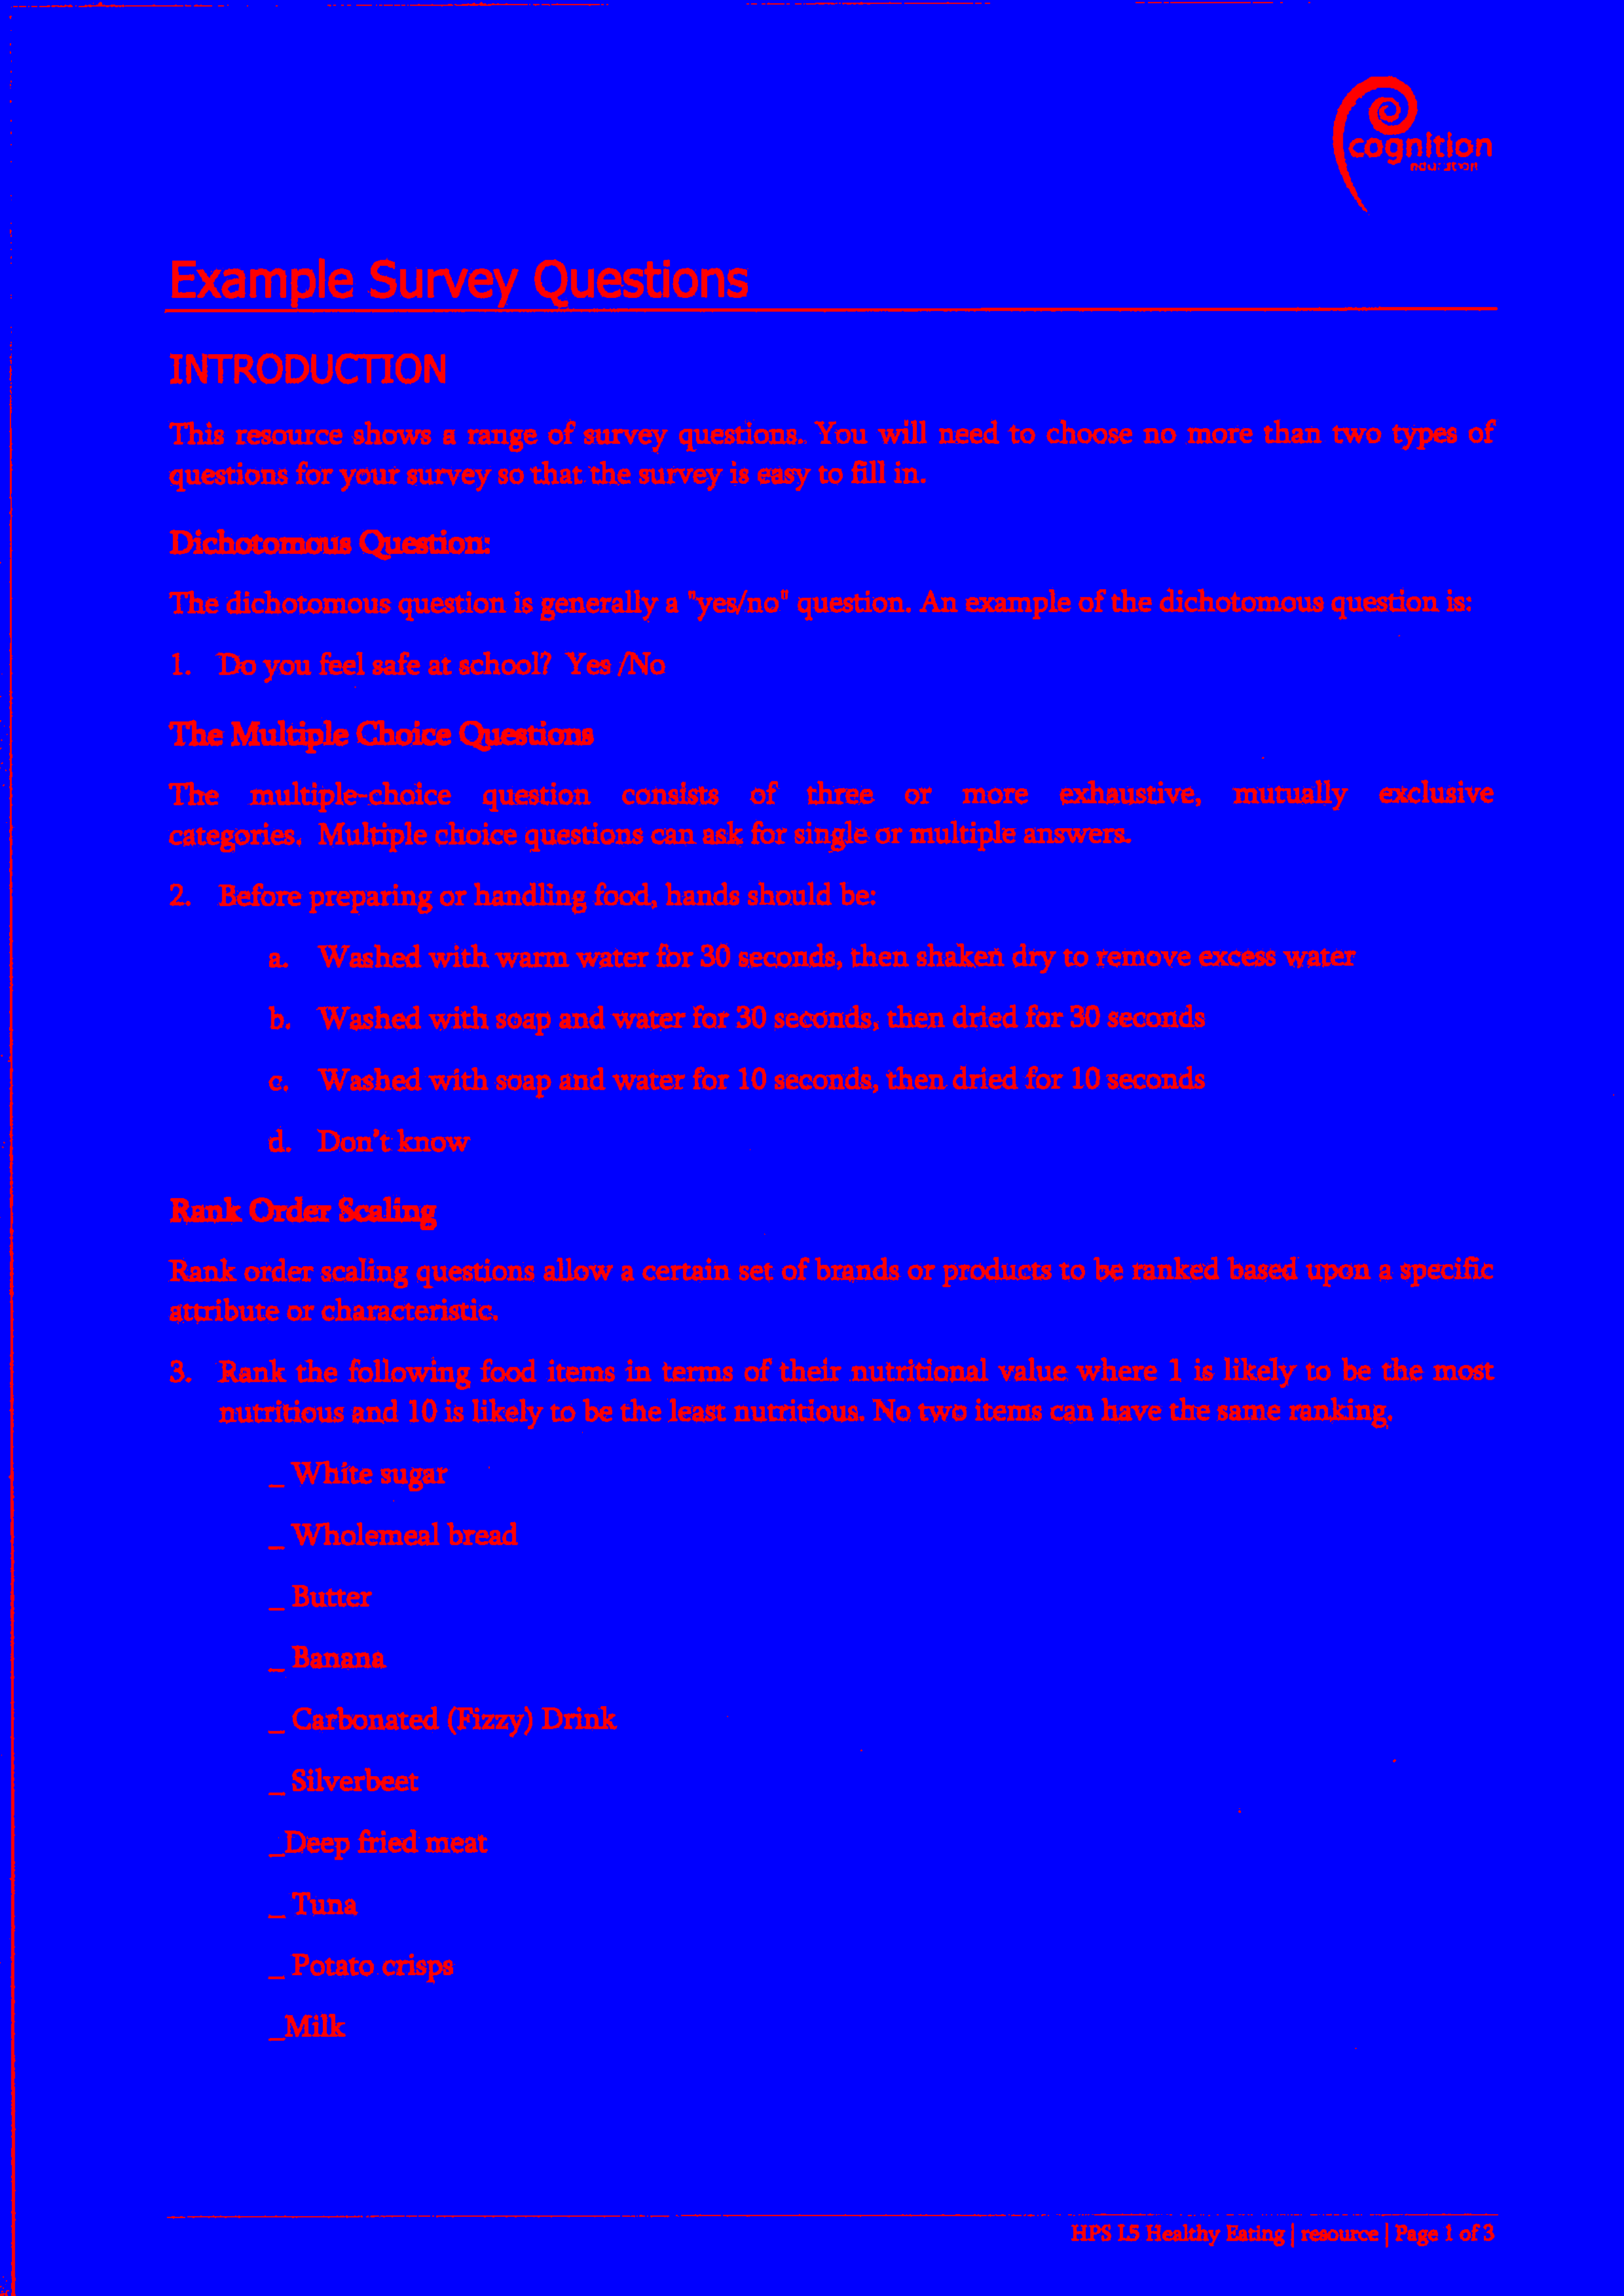 cognition
Example Survey Questions
INTRODUCTION
This resource shows a range of survey questions. You will need to choose no more than two types of
questions for your survey so that the survey is easy to fill in.
Dichotomous Question:
The dichotomous question is generally a "yes/no" question. An example of the dichotomous question is:
1. Do you feel safe at school? Yes /No
The Multiple Choice Questions
The multiple-choice question consists of three or more exhaustive, mutually exclusive
categories. Multiple choice questions can ask for single or multiple answers.
2. Before preparing or handling food, hands should be:
a. Washed with warm water for 30 seconds, then shaken dry to remove excess water
b. Washed with soap and water for 30 seconds, then dried for 30 seconds
c. Washed with soap and water for 10 seconds, then dried for 10 seconds
d. Don't know
Rank Order Scaling
Rank order scaling questions allow a certain set of brands or products to be ranked based upon a specific
attribute or characteristic.
3. Rank the following food items in terms of their nutritional value where 1 is likely to be the most
nutritious and 10 is likely to be the least nutritious. No two items can have the same ranking.
_ White sugar
_ Wholemeal bread
_ Butter
_ Banana
_ Carbonated (Fizzy) Drink
_ Silverbeet
_Deep fried meat
_ Tuna
_ Potato crisps
_Milk
HPS L5 Healthy Eating | resource | Page 1 of 3